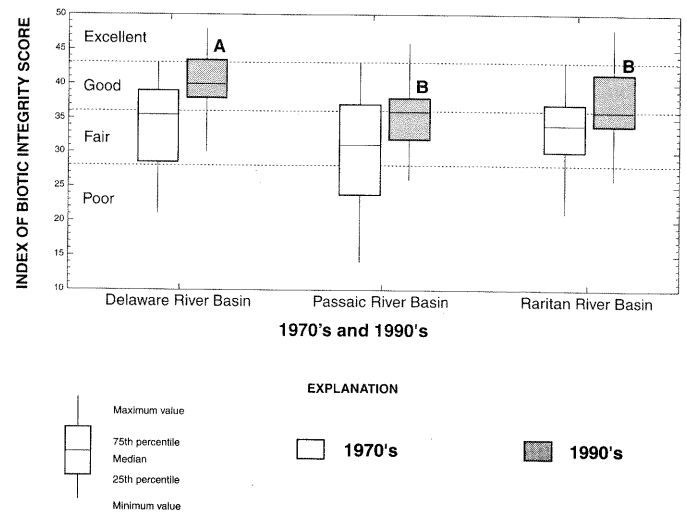 INDEX OF BIOTIC INTEGRITY SCORE
50
45
40
35
30
25
20
15
10
Excellent
Good
Fair
Poor
A
B
B
Delaware River Basin
Passaic River Basin
Raritan River Basin
1970's and 1990's
EXPLANATION
Maximum value
75th percentile
Median
25th percentile
Minimum value
1970's
1990's